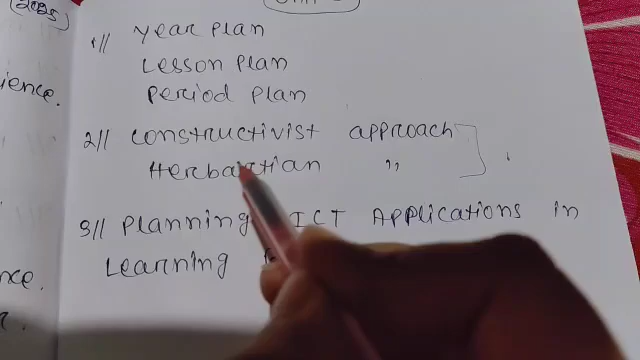 (2025)
1// Year Plan
Lesson Plan
ience.
Period Plan
2// Constructivist approach
Herbartian ,,
3// Planning ICT Applications in
Learning
nce.